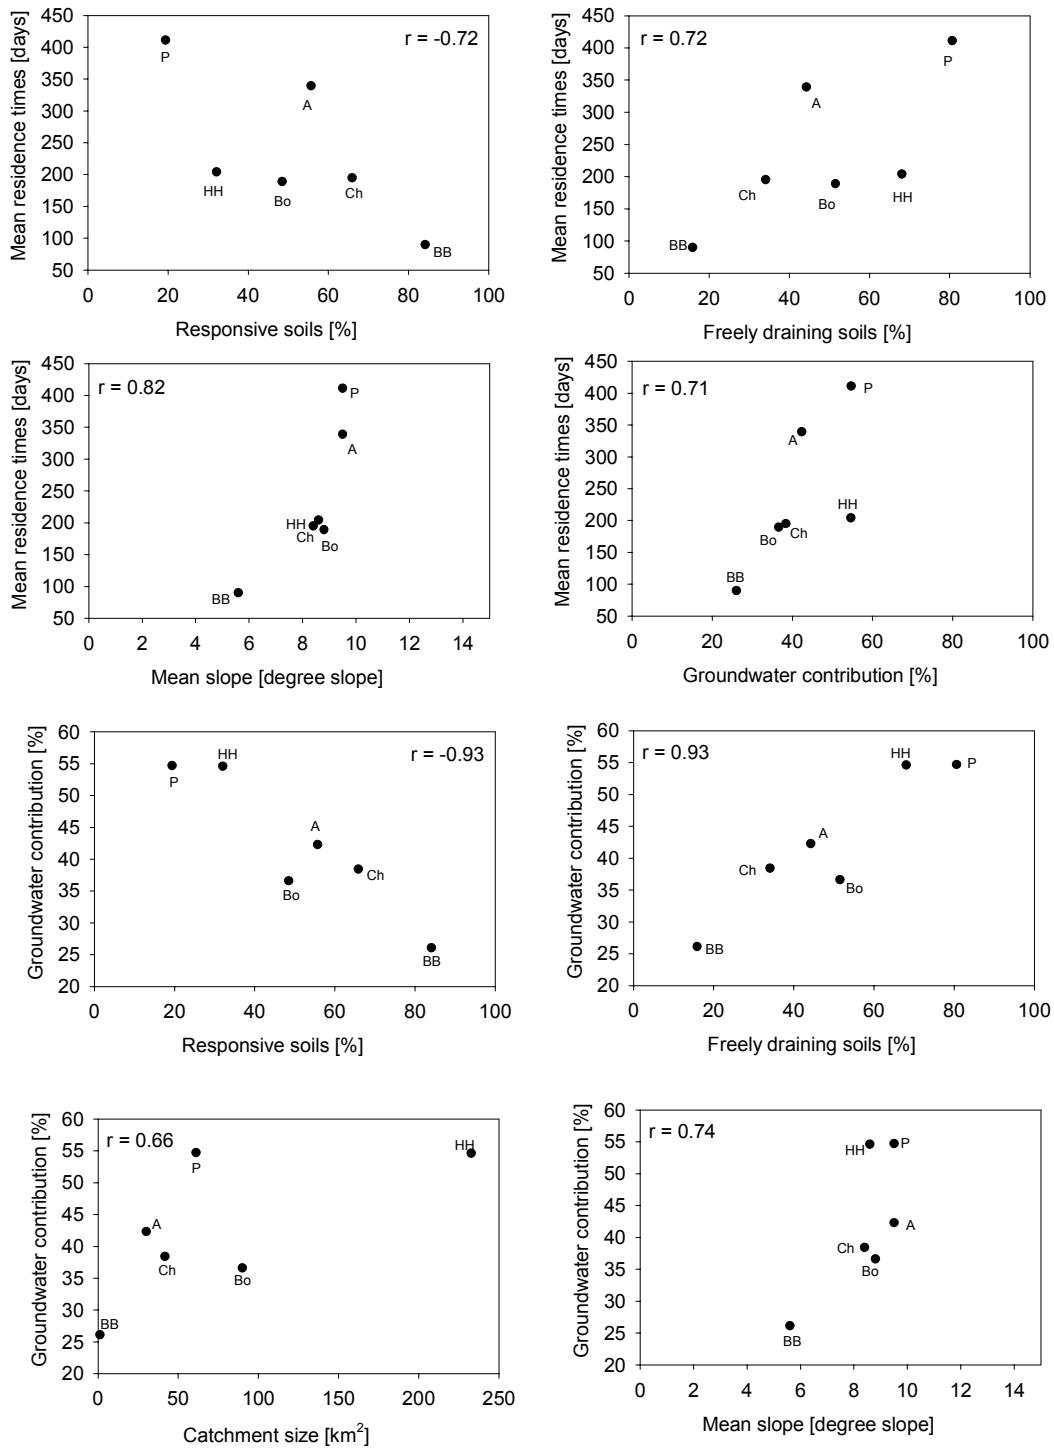 Mean residence times [days]
450
400
350
300
250
200
150
100
50
r = -0.72
P
A
HH
Bo
Ch
BB
0 20 40 60 80 100
Responsive soils [%]
Mean residence times [days]
450
400
350
300
250
200
150
100
50
r = 0.72
P
A
Ch
Bo
HH
BB
0 20 40 60 80 100
Freely draining soils [%]
Mean residence times [days]
450
400
350
300
250
200
150
100
50
r = 0.82
P
A
HH
Ch
Bo
BB
0 2 4 6 8 10 12 14
Mean slope [degree slope]
Mean residence times [days]
450
400
350
300
250
200
150
100
50
r = 0.71
P
A
HH
Bo
Ch
BB
0 20 40 60 80 100
Groundwater contribution [%]
Groundwater contribution [%]
60
55
50
45
40
35
30
25
20
r = -0.93
HH
P
A
Ch
Bo
BB
0 20 40 60 80 100
Responsive soils [%]
Groundwater contribution [%]
60
55
50
45
40
35
30
25
20
r = 0.93
HH
P
A
Ch
Bo
BB
0 20 40 60 80 100
Freely draining soils [%]
Groundwater contribution [%]
60
55
50
45
40
35
30
25
20
r = 0.66
HH
P
A
Ch
Bo
BB
0 50 100 150 200 250
Catchment size [km²]
Groundwater contribution [%]
60
55
50
45
40
35
30
25
20
r = 0.74
HH
P
A
Ch
Bo
BB
0 2 4 6 8 10 12 14
Mean slope [degree slope]